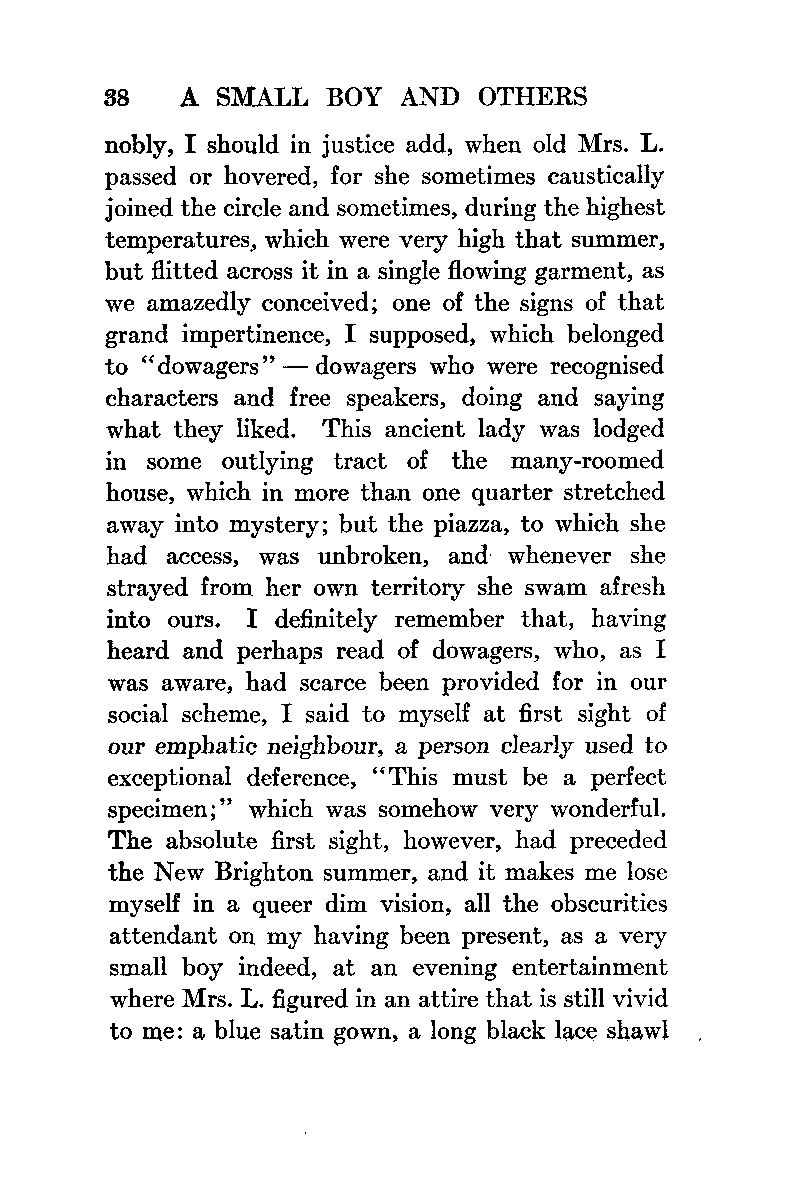 38 A SMALL BOY AND OTHERS
nobly, I should in justice add, when old Mrs. L.
passed or hovered, for she sometimes caustically
joined the circle and sometimes, during the highest
temperatures, which were very high that summer,
but flitted across it in a single flowing garment, as
we amazedly conceived; one of the signs of that
grand impertinence, I supposed, which belonged
to “dowagers” — dowagers who were recognised
characters and free speakers, doing and saying
what they liked. This ancient lady was lodged
in some outlying tract of the many-roomed
house, which in more than one quarter stretched
away into mystery; but the piazza, to which she
had access, was unbroken, and whenever she
strayed from her own territory she swam afresh
into ours. I definitely remember that, having
heard and perhaps read of dowagers, who, as I
was aware, had scarce been provided for in our
social scheme, I said to myself at first sight of
our emphatic neighbour, a person clearly used to
exceptional deference, “This must be a perfect
specimen;” which was somehow very wonderful.
The absolute first sight, however, had preceded
the New Brighton summer, and it makes me lose
myself in a queer dim vision, all the obscurities
attendant on my having been present, as a very
small boy indeed, at an evening entertainment
where Mrs. L. figured in an attire that is still vivid
to me: a blue satin gown, a long black lace shawl